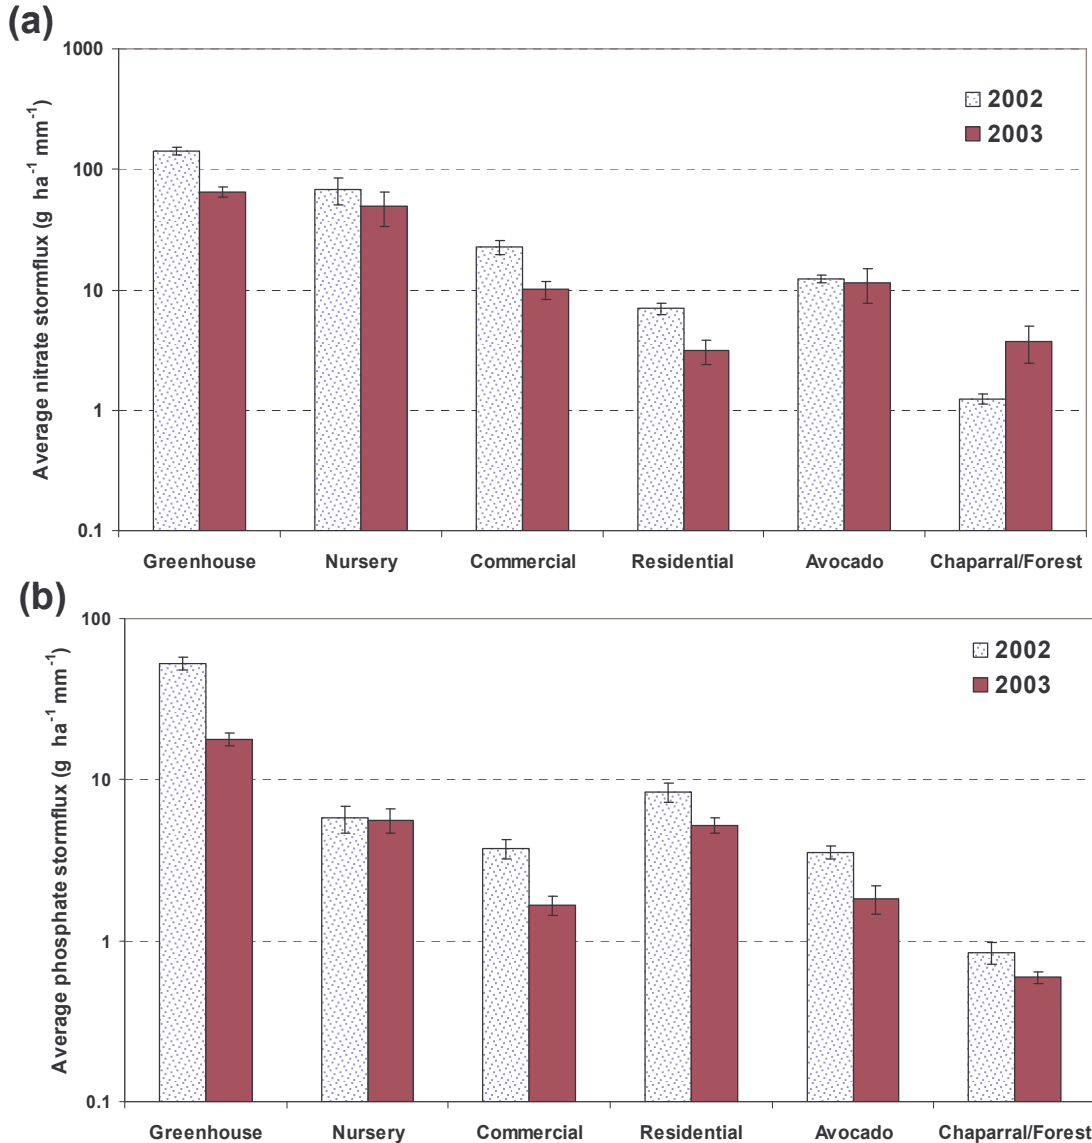 (a)
Average nitrate stormflux (g ha⁻¹ mm⁻¹)
1000
100
10
1
0.1
2002
2003
Greenhouse Nursery Commercial Residential Avocado Chaparral/Forest
(b)
Average phosphate stormflux (g ha⁻¹ mm⁻¹)
100
10
1
0.1
2002
2003
Greenhouse Nursery Commercial Residential Avocado Chaparral/Forest